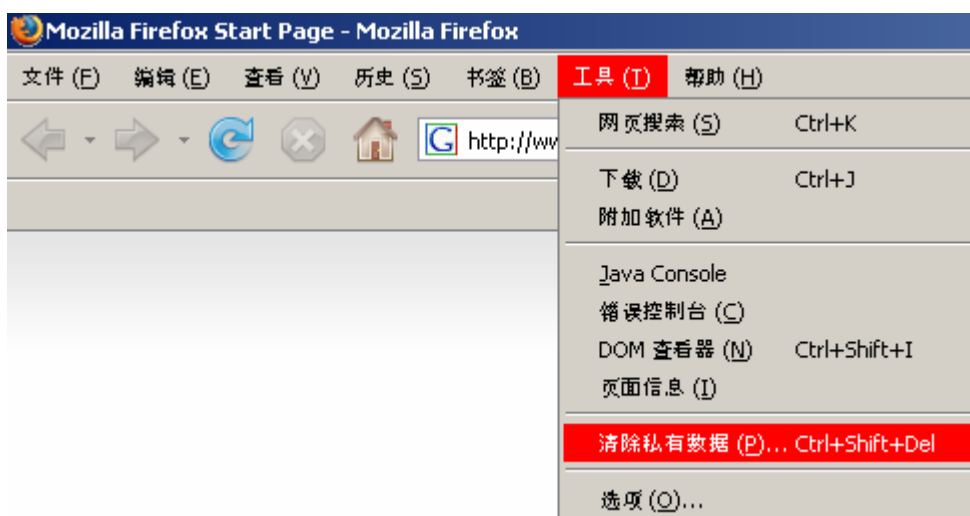 Mozilla Firefox Start Page - Mozilla Firefox
文件 (F) 编辑 (E) 查看 (V) 历史 (S) 书签 (B) 工具 (T) 帮助 (H)
G http://ww
网页搜索 (S) Ctrl+K
下载 (D) Ctrl+J
附加软件 (A)
Java Console
错误控制台 (C)
DOM 查看器 (N) Ctrl+Shift+I
页面信息 (I)
清除私有数据 (P)... Ctrl+Shift+Del
选项 (O)...